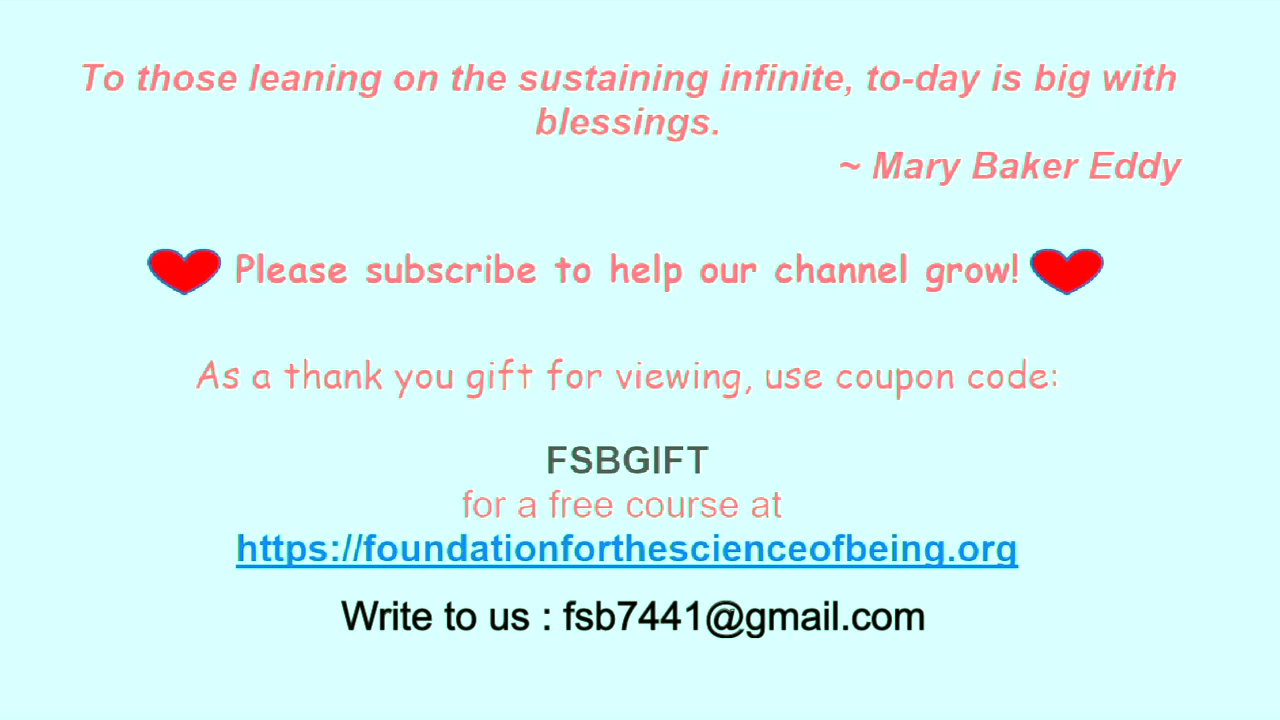 To those leaning on the sustaining infinite, to-day is big with
blessings.
~ Mary Baker Eddy
Please subscribe to help our channel grow!
As a thank you gift for viewing, use coupon code:
FSBGIFT
for a free course at
https://foundationforthescienceofbeing.org
Write to us : fsb7441@gmail.com